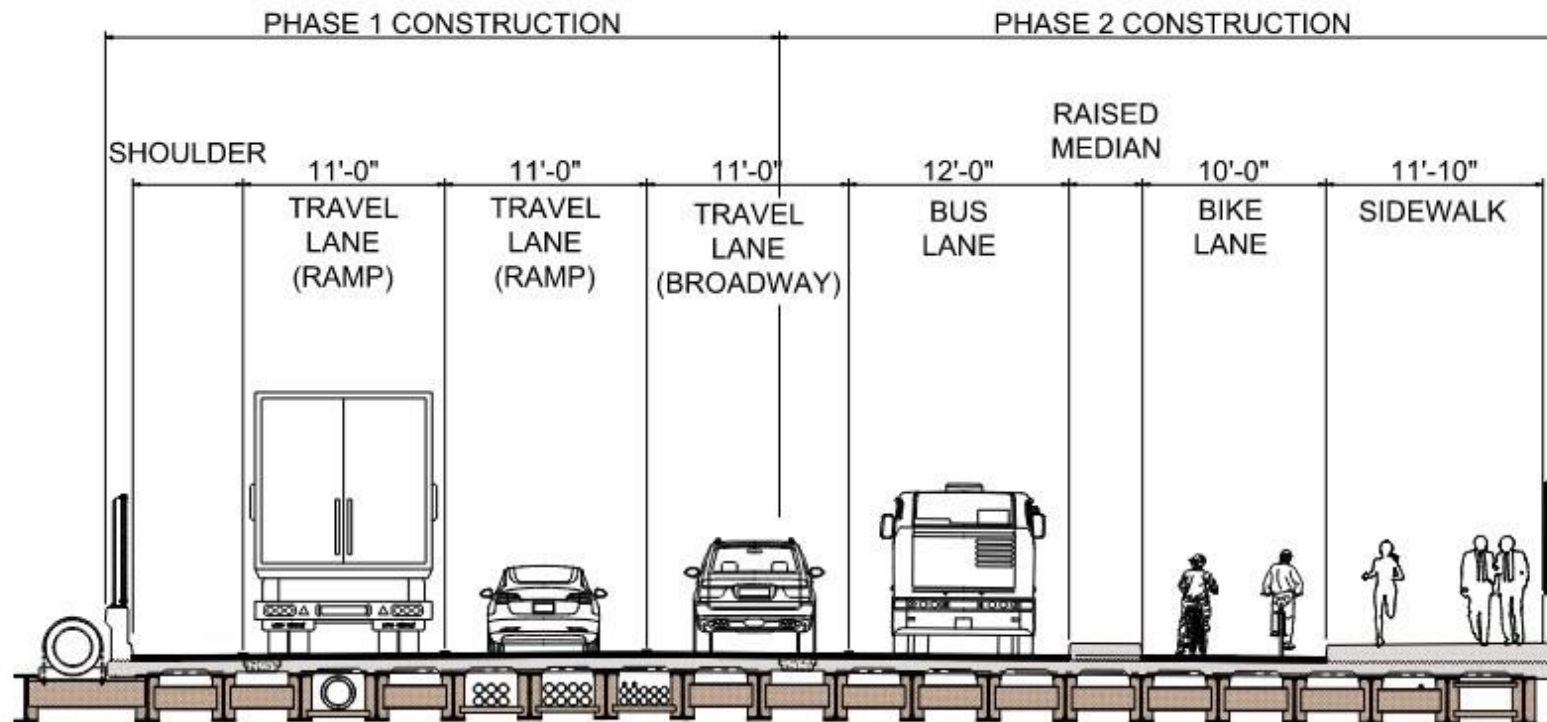 PHASE 1 CONSTRUCTION
PHASE 2 CONSTRUCTION
SHOULDER
11'-0"
TRAVEL
LANE
(RAMP)
11'-0"
TRAVEL
LANE
(RAMP)
11'-0"
TRAVEL
LANE
(BROADWAY)
12'-0"
BUS
LANE
RAISED
MEDIAN
10'-0"
BIKE
LANE
11'-10"
SIDEWALK